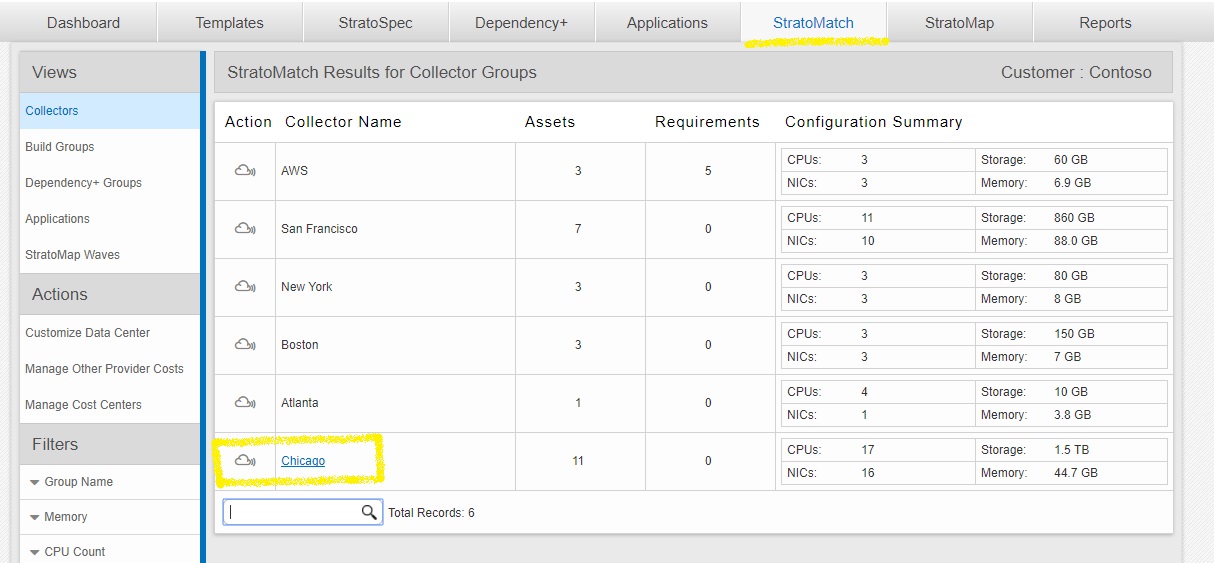 Dashboard Templates StratoSpec Dependency+ Applications StratoMatch StratoMap Reports
Views
Collectors
Build Groups
Dependency+ Groups
Applications
StratoMap Waves
Actions
Customize Data Center
Manage Other Provider Costs
Manage Cost Centers
Filters
Group Name
Memory
CPU Count
StratoMatch Results for Collector Groups Customer : Contoso
Action Collector Name Assets Requirements Configuration Summary
AWS 3 5 CPUs: 3 Storage: 60 GB
NICs: 3 Memory: 6.9 GB
San Francisco 7 0 CPUs: 11 Storage: 860 GB
NICs: 10 Memory: 88.0 GB
New York 3 0 CPUs: 3 Storage: 80 GB
NICs: 3 Memory: 8 GB
Boston 3 0 CPUs: 3 Storage: 150 GB
NICs: 3 Memory: 7 GB
Atlanta 1 0 CPUs: 4 Storage: 10 GB
NICs: 1 Memory: 3.8 GB
Chicago 11 0 CPUs: 17 Storage: 1.5 TB
NICs: 16 Memory: 44.7 GB
Total Records: 6